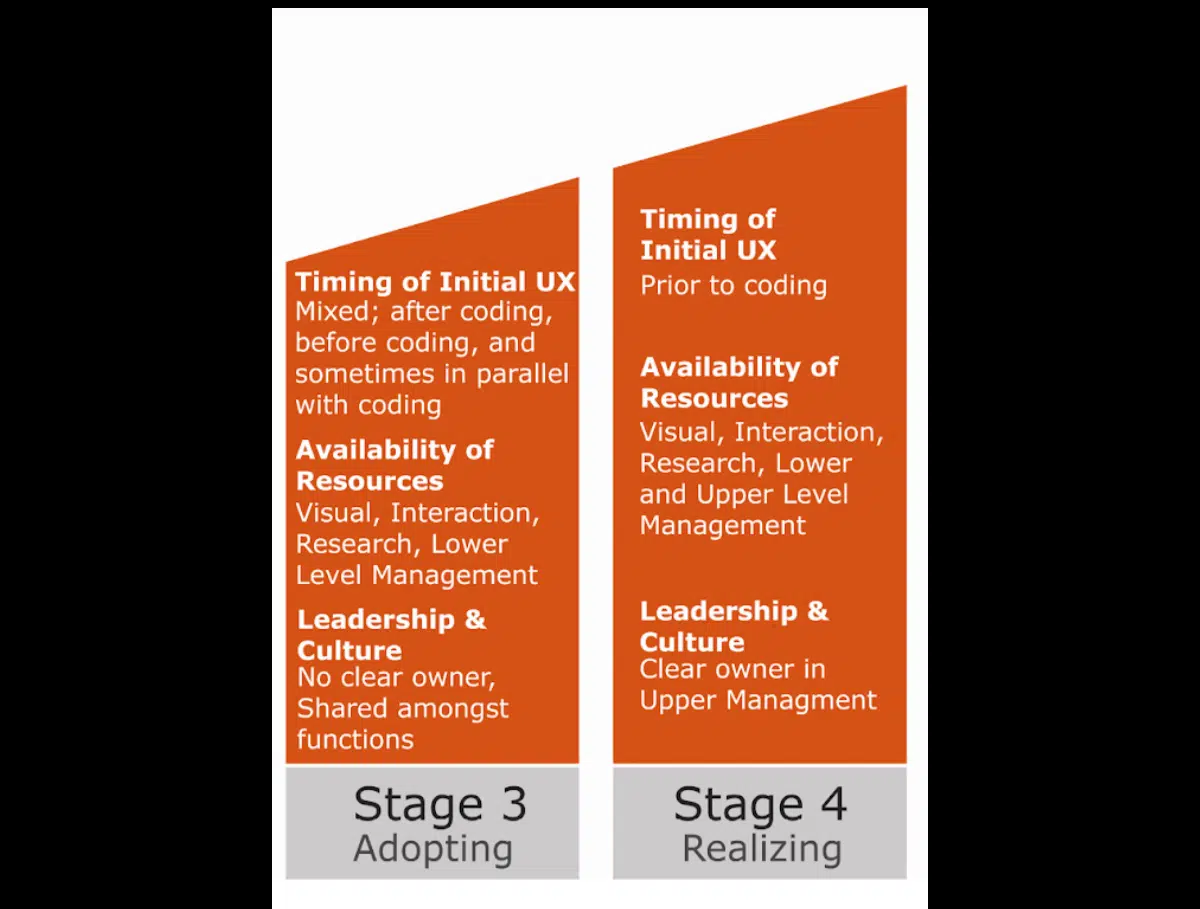 Timing of Initial UX
Mixed; after coding,
before coding, and
sometimes in parallel
with coding
Availability of
Resources
Visual, Interaction,
Research, Lower
Level Management
Leadership &
Culture
No clear owner,
Shared amongst
functions
Stage 3
Adopting
Timing of
Initial UX
Prior to coding
Availability of
Resources
Visual, Interaction,
Research, Lower
and Upper Level
Management
Leadership &
Culture
Clear owner in
Upper Managment
Stage 4
Realizing